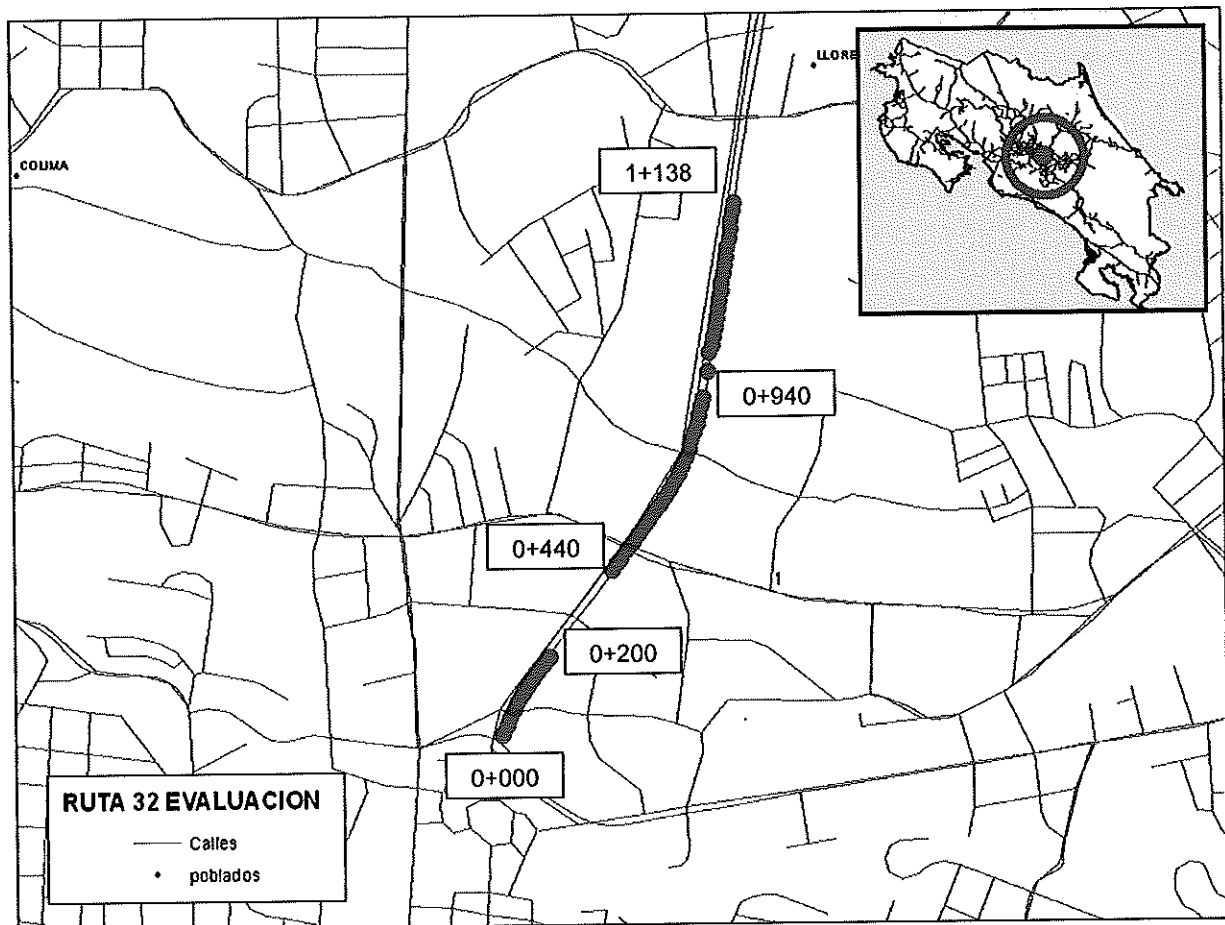 LLORE
COLIMA
1+138
0+940
0+440
1
0+200
0+000
RUTA 32 EVALUACION
Calles
poblados